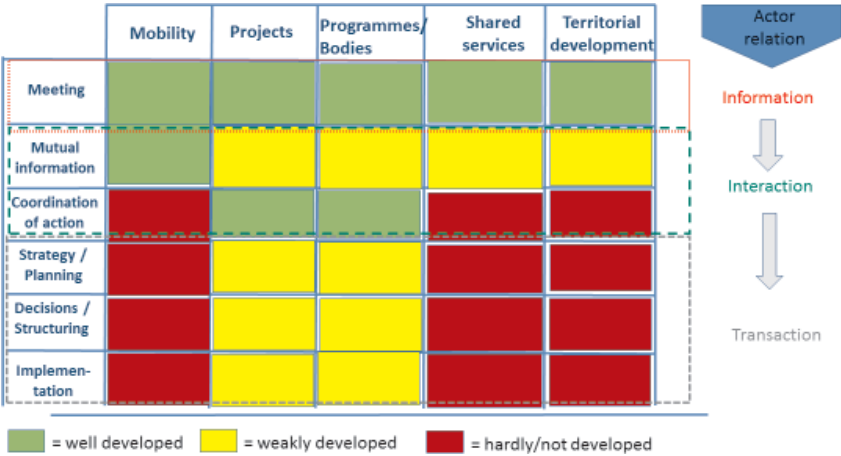 Mobility
Projects
Programmes/
Bodies
Shared
services
Territorial
development
Actor
relation
Meeting
Information
Mutual
information
Interaction
Coordination
of action
Strategy /
Planning
Decisions /
Structuring
Transaction
Implemen-
tation
= well developed
= weakly developed
= hardly/not developed